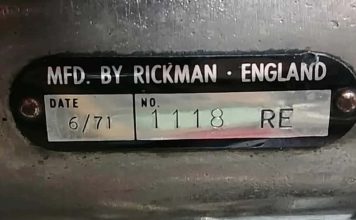 MFD. BY RICKMAN · ENGLAND
DATE NO.
6/71 1118 RE